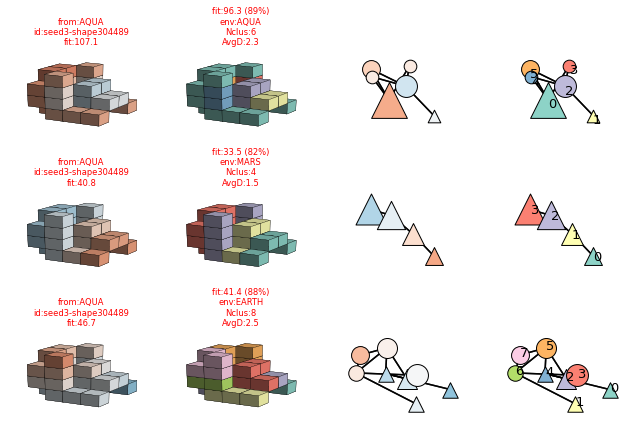 from:AQUA
id:seed3-shape304489
fit:107.1
fit:96.3 (89%)
env:AQUA
Nclus:6
AvgD:2.3
5
3
2
0
1
from:AQUA
id:seed3-shape304489
fit:40.8
fit:33.5 (82%)
env:MARS
Nclus:4
AvgD:1.5
3
2
1
0
from:AQUA
id:seed3-shape304489
fit:46.7
fit:41.4 (88%)
env:EARTH
Nclus:8
AvgD:2.5
7
5
6
4
2
3
0
1